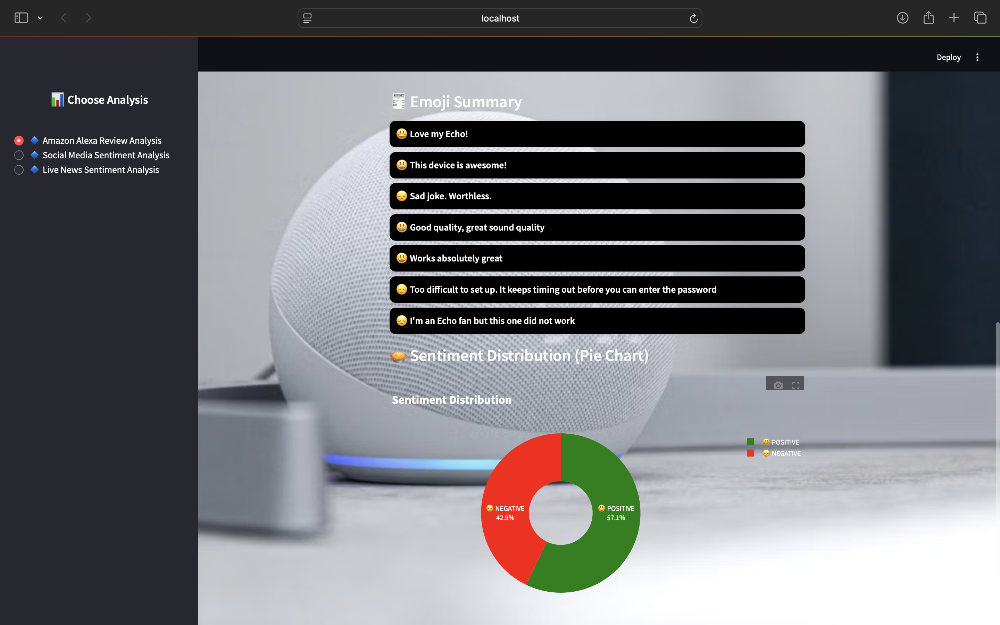 localhost
Deploy
📊 Choose Analysis
🔷 Amazon Alexa Review Analysis
🔷 Social Media Sentiment Analysis
🔷 Live News Sentiment Analysis
🧾 Emoji Summary
😃 Love my Echo!
😃 This device is awesome!
😞 Sad joke. Worthless.
😃 Good quality, great sound quality
😃 Works absolutely great
😞 Too difficult to set up. It keeps timing out before you can enter the password
😞 I'm an Echo fan but this one did not work
🥧 Sentiment Distribution (Pie Chart)
Sentiment Distribution
😃 POSITIVE
😞 NEGATIVE
😞 NEGATIVE
42.9%
😃 POSITIVE
57.1%